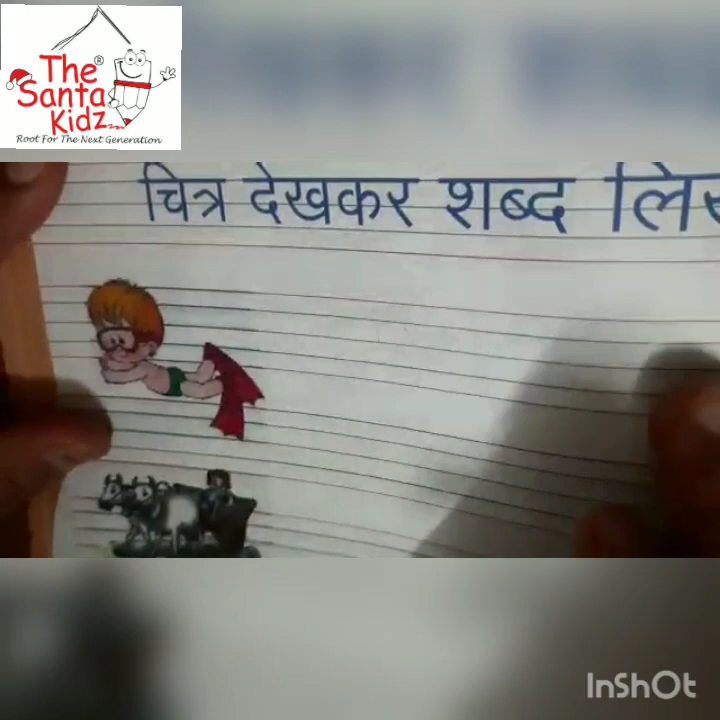 The
Santa
Kidz
Root For The Next Generation
चित्र देखकर शब्द
InShOt